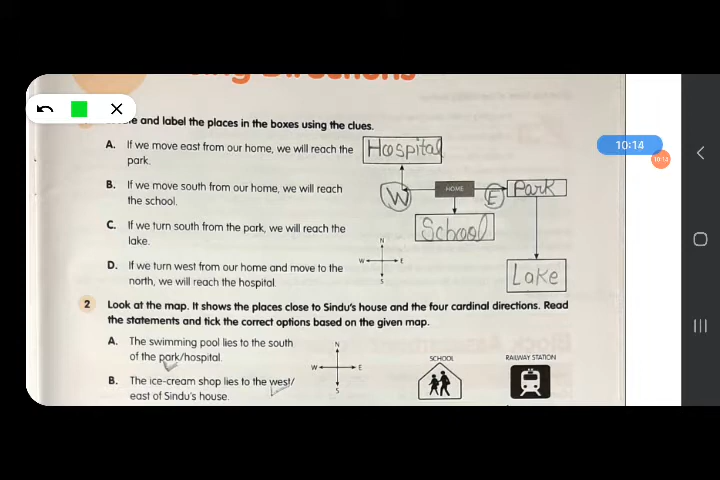 Directions
and label the places in the boxes using the clues.
A. If we move east from our home, we will reach the
park.
B. If we move south from our home, we will reach
the school.
C. If we turn south from the park, we will reach the
lake.
D. If we turn west from our home and move to the
north, we will reach the hospital.
Hospital
W
HOME
E
Park
School
N
W E
S
Lake
10:14
10:14
2 Look at the map. It shows the places close to Sindu's house and the four cardinal directions. Read
the statements and tick the correct options based on the given map.
A. The swimming pool lies to the south
of the park/hospital.
B. The ice-cream shop lies to the west/
east of Sindu's house.
N
W E
S
SCHOOL
RAILWAY STATION